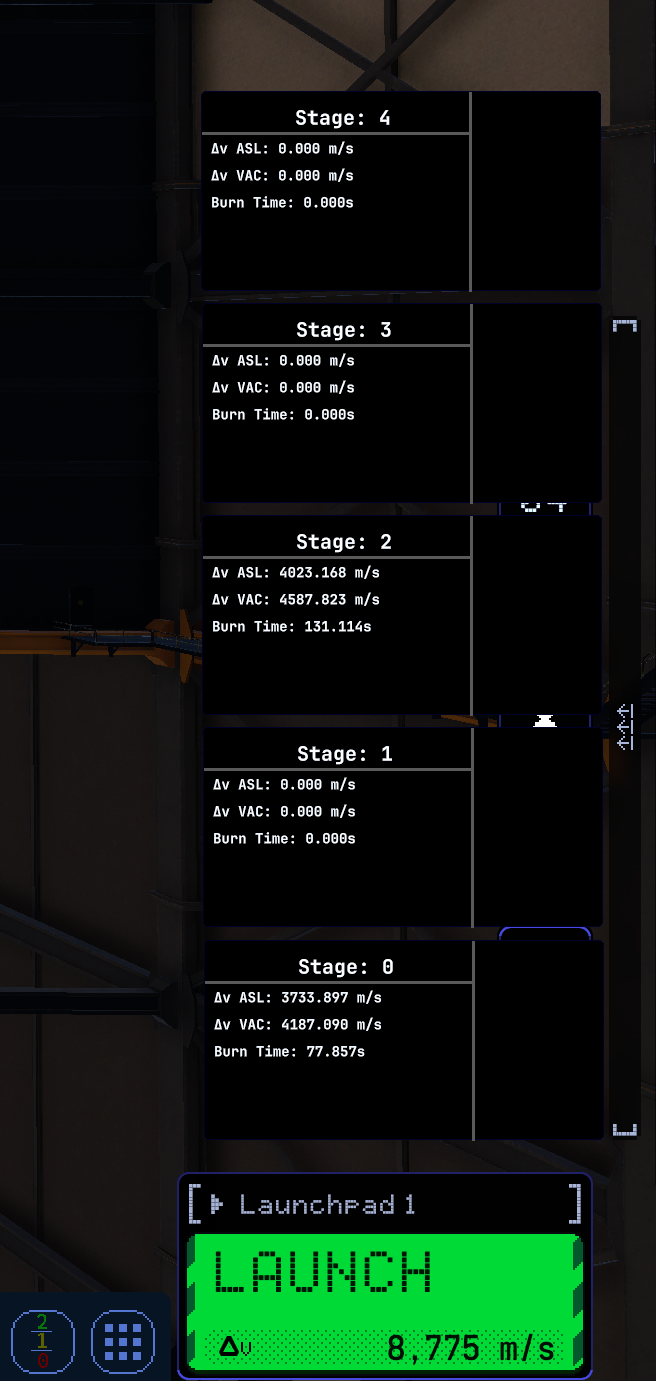 Stage: 4
Δv ASL: 0.000 m/s
Δv VAC: 0.000 m/s
Burn Time: 0.000s
Stage: 3
Δv ASL: 0.000 m/s
Δv VAC: 0.000 m/s
Burn Time: 0.000s
Stage: 2
Δv ASL: 4023.168 m/s
Δv VAC: 4587.823 m/s
Burn Time: 131.114s
Stage: 1
Δv ASL: 0.000 m/s
Δv VAC: 0.000 m/s
Burn Time: 0.000s
Stage: 0
Δv ASL: 3733.897 m/s
Δv VAC: 4187.090 m/s
Burn Time: 77.857s
Launchpad 1
LAUNCH
Δv 8,775 m/s
2
1
0